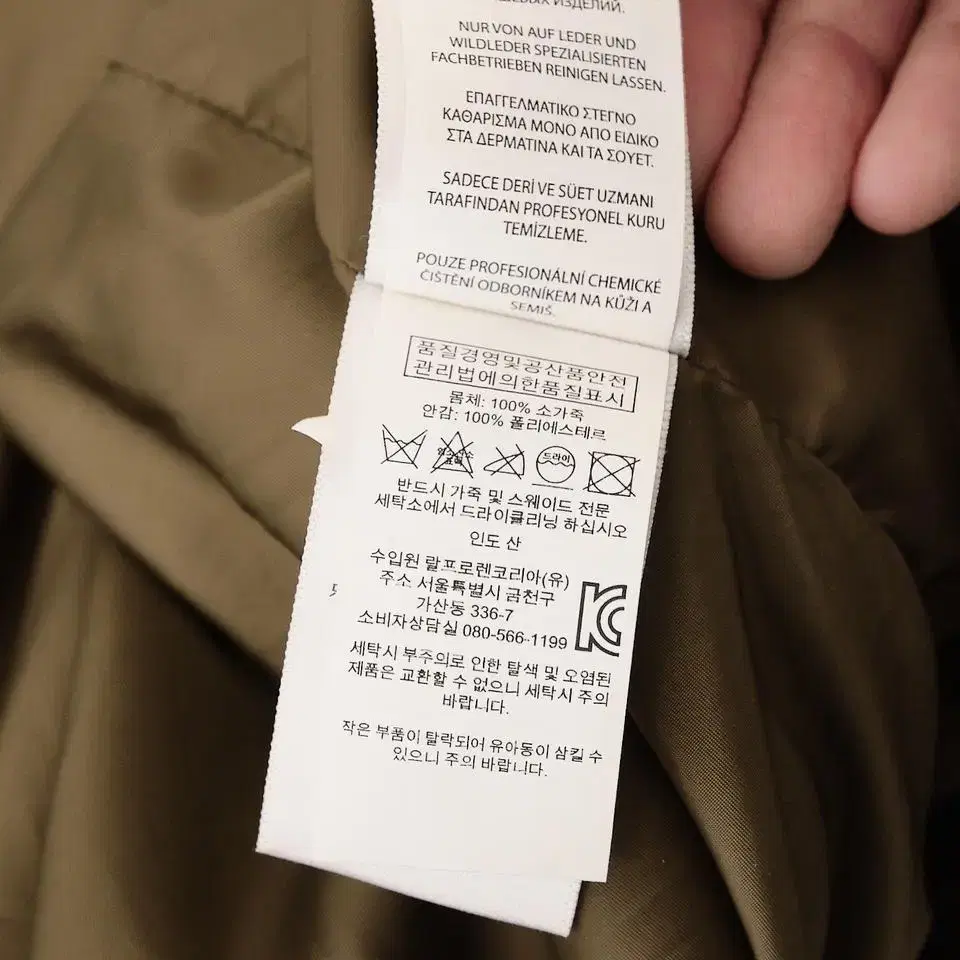 ИЗДЕЛИЙ.
NUR VON AUF LEDER UND
WILDLEDER SPEZIALISIERTEN
FACHBETRIEBEN REINIGEN LASSEN.
ΕΠΑΓΓΕΛΜΑΤΙΚΟ ΣΤΕΓΝΟ
ΚΑΘΑΡΙΣΜΑ ΜΟΝΟ ΑΠΟ ΕΙΔΙΚΟ
ΣΤΑ ΔΕΡΜΑΤΙΝΑ ΚΑΙ ΤΑ ΣΟΥΕΤ.
SADECE DERİ VE SÜET UZMANI
TARAFINDAN PROFESYONEL KURU
TEMİZLEME.
POUZE PROFESIONÁLNÍ CHEMICKÉ
ČIŠTĚNÍ ODBORNÍKEM NA KŮŽI A
SEMIŠ.
품질경영및공산품안전
관리법에의한품질표시
몸체: 100% 소가죽
안감: 100% 폴리에스테르
드라이
반드시 가죽 및 스웨이드 전문
세탁소에서 드라이클리닝 하십시오
인도 산
수입원 랄프로렌코리아(유)
주소 서울특별시 금천구
가산동 336-7
소비자상담실 080-566-1199
세탁시 부주의로 인한 탈색 및 오염된
제품은 교환할 수 없으니 세탁시 주의
바랍니다.
작은 부품이 탈락되어 유아동이 삼킬 수
있으니 주의 바랍니다.